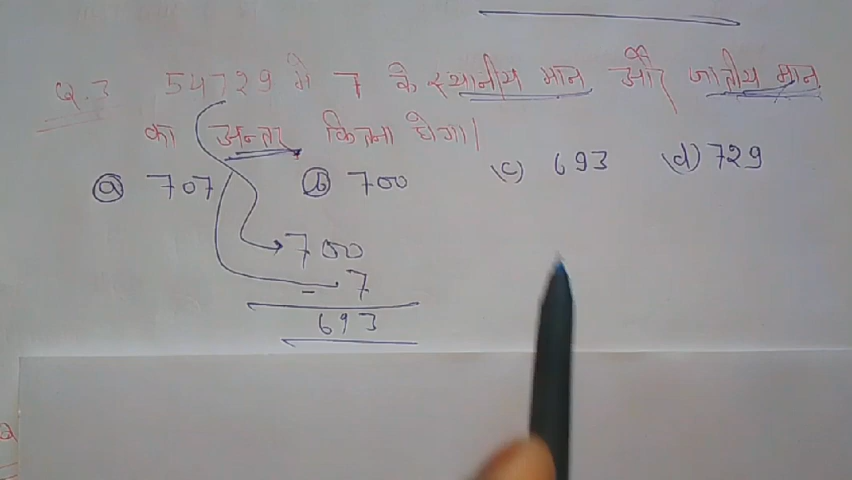 Q.3 54729 मे 7 के स्थानीय मान और जातीय मान
का अन्तर कितना होगा।
(a) 707 (b) 700 (c) 693 (d) 729
700
- 7
693